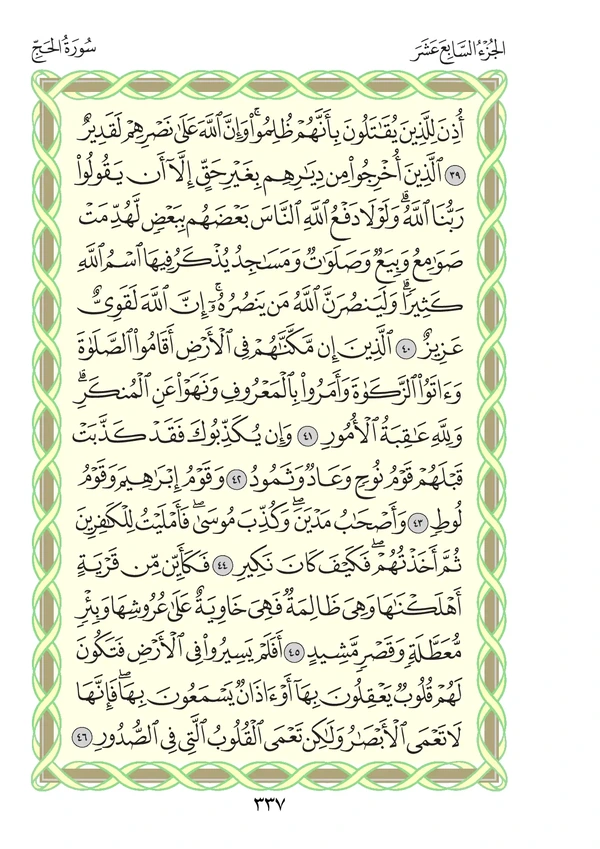 الجُزْءُ السَّابِعَ عَشَرَ
سُورَةُ الحَجِّ
أُذِنَ لِلَّذِينَ يُقَٰتَلُونَ بِأَنَّهُمْ ظُلِمُوا۟ ۚ وَإِنَّ ٱللَّهَ عَلَىٰ نَصْرِهِمْ لَقَدِيرٌ
٣٩ ٱلَّذِينَ أُخْرِجُوا۟ مِن دِيَٰرِهِم بِغَيْرِ حَقٍّ إِلَّآ أَن يَقُولُوا۟
رَبُّنَا ٱللَّهُ ۗ وَلَوْلَا دَفْعُ ٱللَّهِ ٱلنَّاسَ بَعْضَهُم بِبَعْضٍ لَّهُدِّمَتْ
صَوَٰمِعُ وَبِيَعٌ وَصَلَوَٰتٌ وَمَسَٰجِدُ يُذْكَرُ فِيهَا ٱسْمُ ٱللَّهِ
كَثِيرًا ۗ وَلَيَنصُرَنَّ ٱللَّهُ مَن يَنصُرُهُۥٓ ۗ إِنَّ ٱللَّهَ لَقَوِىٌّ
عَزِيزٌ ٤٠ ٱلَّذِينَ إِن مَّكَّنَّٰهُمْ فِى ٱلْأَرْضِ أَقَامُوا۟ ٱلصَّلَوٰةَ
وَءَاتَوُا۟ ٱلزَّكَوٰةَ وَأَمَرُوا۟ بِٱلْمَعْرُوفِ وَنَهَوْا۟ عَنِ ٱلْمُنكَرِ ۗ
وَلِلَّهِ عَٰقِبَةُ ٱلْأُمُورِ ٤١ وَإِن يُكَذِّبُوكَ فَقَدْ كَذَّبَتْ
قَبْلَهُمْ قَوْمُ نُوحٍ وَعَادٌ وَثَمُودُ ٤٢ وَقَوْمُ إِبْرَٰهِيمَ وَقَوْمُ
لُوطٍ ٤٣ وَأَصْحَٰبُ مَدْيَنَ ۖ وَكُذِّبَ مُوسَىٰ ۖ فَأَمْلَيْتُ لِلْكَٰفِرِينَ
ثُمَّ أَخَذْتُهُمْ ۖ فَكَيْفَ كَانَ نَكِيرِ ٤٤ فَكَأَيِّن مِّن قَرْيَةٍ
أَهْلَكْنَٰهَا وَهِىَ ظَالِمَةٌ فَهِىَ خَاوِيَةٌ عَلَىٰ عُرُوشِهَا وَبِئْرٍ
مُّعَطَّلَةٍ وَقَصْرٍ مَّشِيدٍ ٤٥ أَفَلَمْ يَسِيرُوا۟ فِى ٱلْأَرْضِ فَتَكُونَ
لَهُمْ قُلُوبٌ يَعْقِلُونَ بِهَآ أَوْ ءَاذَانٌ يَسْمَعُونَ بِهَا ۖ فَإِنَّهَا
لَا تَعْمَى ٱلْأَبْصَٰرُ وَلَٰكِن تَعْمَى ٱلْقُلُوبُ ٱلَّتِى فِى ٱلصُّدُورِ ٤٦
٣٣٧